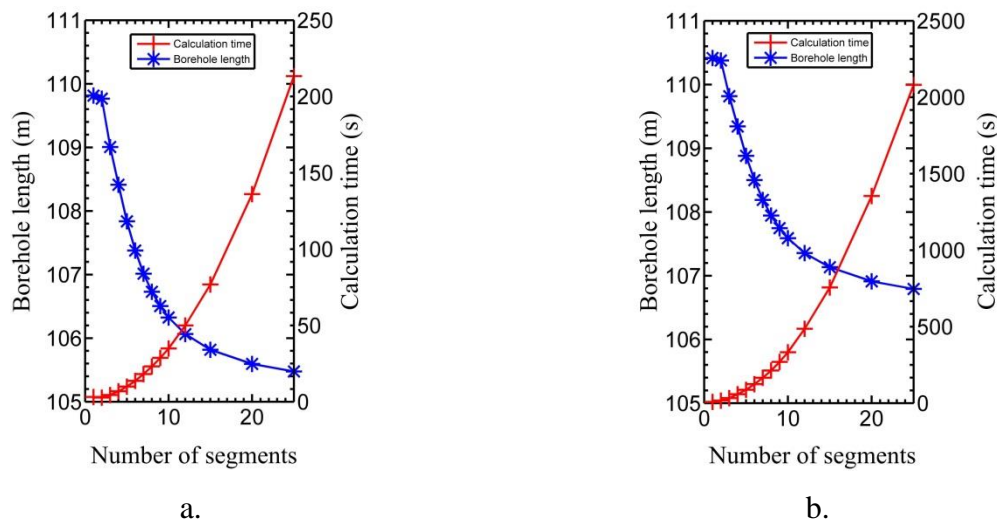 111
110
109
108
107
106
105
Borehole length (m)
Calculation time
Borehole length
250
200
150
100
50
0
Calculation time (s)
0
10
20
Number of segments
a.
111
110
109
108
107
106
105
Borehole length (m)
Calculation time
Borehole length
2500
2000
1500
1000
500
0
Calculation time (s)
0
10
20
Number of segments
b.